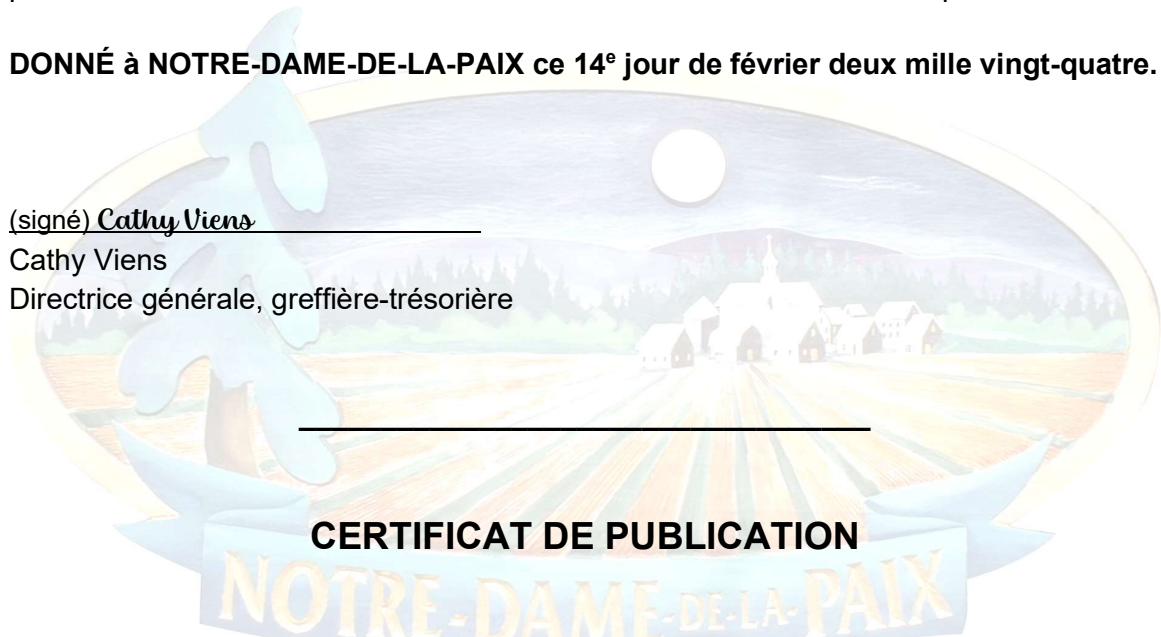 DONNÉ à NOTRE-DAME-DE-LA-PAIX ce 14e jour de février deux mille vingt-quatre.
(signé) Cathy Viens
Cathy Viens
Directrice générale, greffière-trésorière
CERTIFICAT DE PUBLICATION
NOTRE-DAME-DE-LA-PAIX